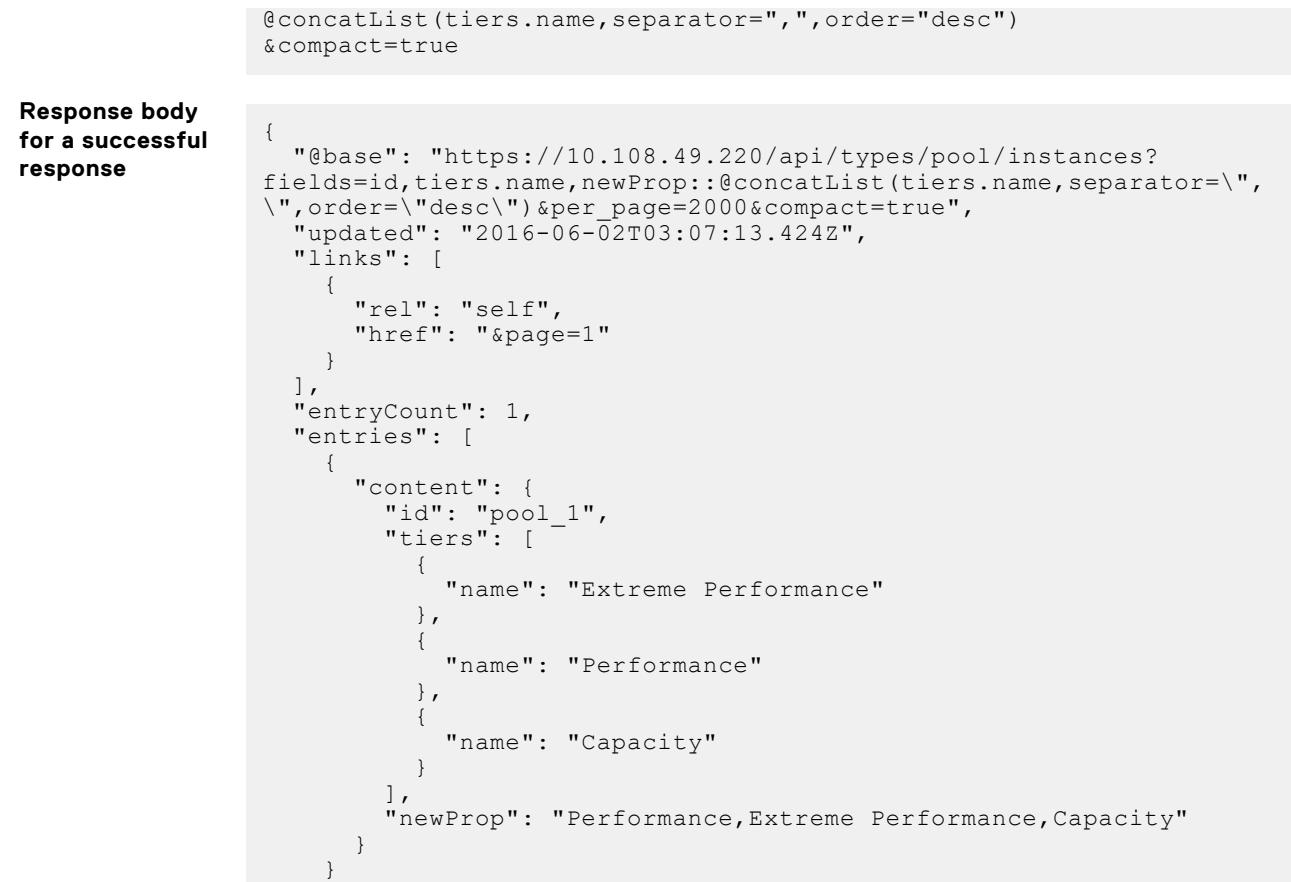 @concatList(tiers.name,separator=",",order="desc")
&compact=true
Response body
for a successful
response
{
  "@base": "https://10.108.49.220/api/types/pool/instances?
fields=id,tiers.name,newProp::@concatList(tiers.name,separator=\",
\",order=\"desc\")&per_page=2000&compact=true",
  "updated": "2016-06-02T03:07:13.424Z",
  "links": [
    {
      "rel": "self",
      "href": "&page=1"
    }
  ],
  "entryCount": 1,
  "entries": [
    {
      "content": {
        "id": "pool_1",
        "tiers": [
          {
            "name": "Extreme Performance"
          },
          {
            "name": "Performance"
          },
          {
            "name": "Capacity"
          }
        ],
        "newProp": "Performance,Extreme Performance,Capacity"
      }
    }